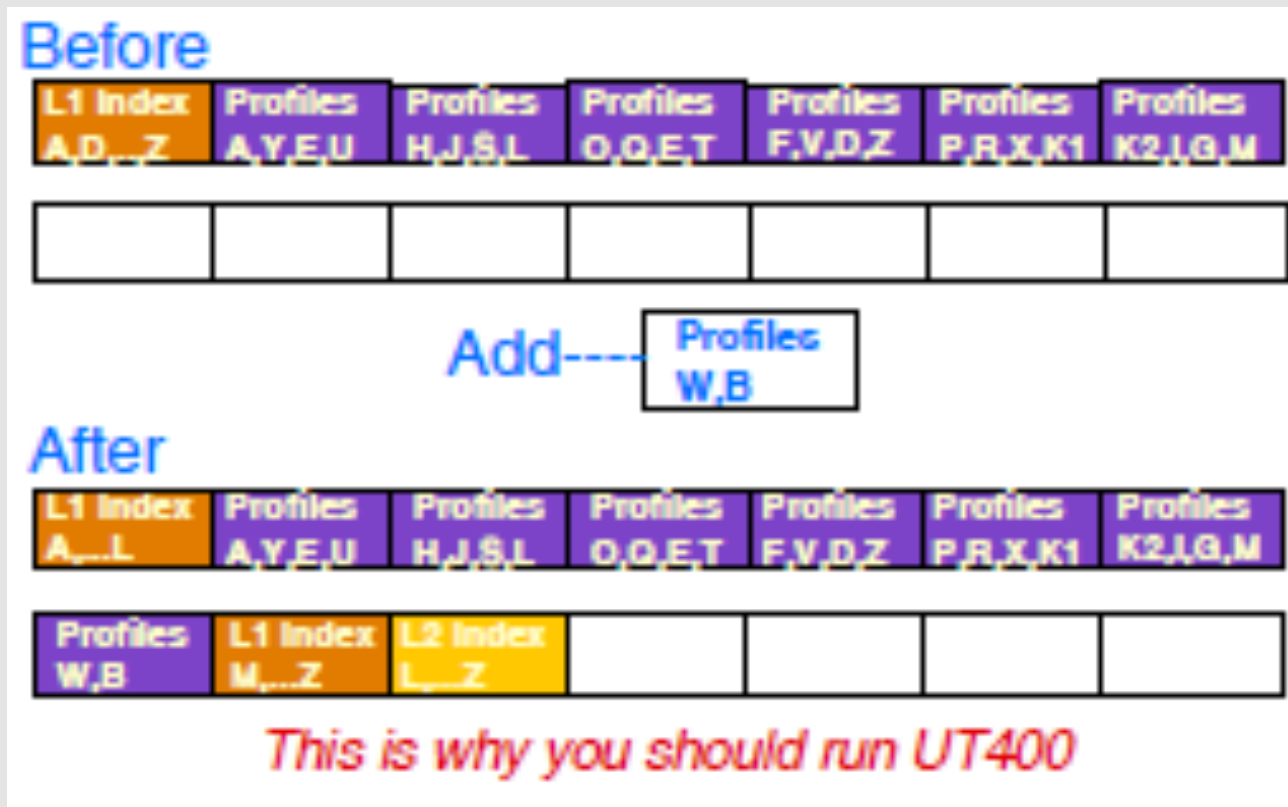 Before
L1 Index
A,D,..Z
Profiles
A,Y,E,U
Profiles
H,J,S,L
Profiles
O,Q,E,T
Profiles
F,V,D,Z
Profiles
P,R,X,K1
Profiles
K2,I,G,M
Add----
Profiles
W,B
After
L1 Index
A,...L
Profiles
A,Y,E,U
Profiles
H,J,S,L
Profiles
O,Q,E,T
Profiles
F,V,D,Z
Profiles
P,R,X,K1
Profiles
K2,I,G,M
Profiles
W,B
L1 Index
M,...Z
L2 Index
L,...Z
This is why you should run UT400